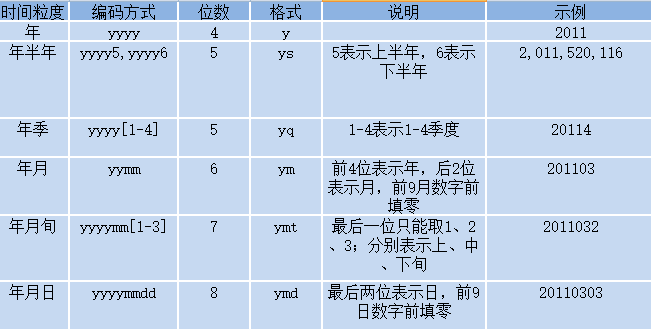 时间粒度 编码方式 位数 格式 说明 示例
年 yyyy 4 y 2011
年半年 yyyy5,yyyy6 5 ys 5表示上半年，6表示 2,011,520,116
下半年
年季 yyyy[1-4] 5 yq 1-4表示1-4季度 20114
年月 yymm 6 ym 前4位表示年，后2位 201103
表示月，前9月数字前
填零
年月旬 yyyymm[1-3] 7 ymt 最后一位只能取1、2 2011032
、3；分别表示上、中
、下旬
年月日 yyyymmdd 8 ymd 最后两位表示日，前9 20110303
日数字前填零